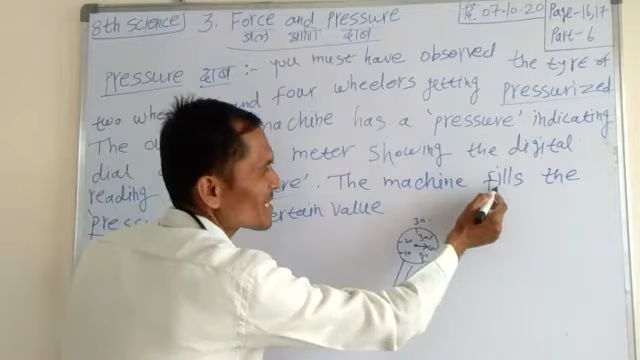 8th science
3. Force and Pressure
बल आणि दाब
Dt. 07-10-20
Page-16,17
Part-6
Pressure दाब :- you must have observed the tyre of
two whe and four wheelers getting pressurized
The machine has a 'pressure' indicating
dial meter showing the digital
reading re'. The machine fills the
press ertain value
30